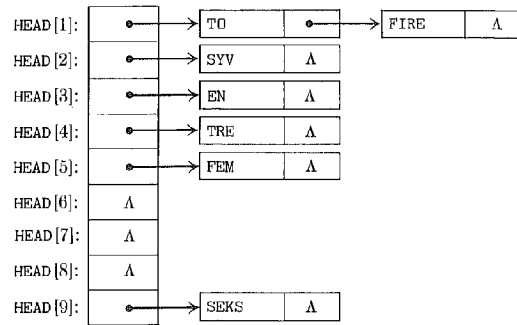 HEAD[1]: TO FIRE Λ
HEAD[2]: SYV Λ
HEAD[3]: EN Λ
HEAD[4]: TRE Λ
HEAD[5]: FEM Λ
HEAD[6]: Λ
HEAD[7]: Λ
HEAD[8]: Λ
HEAD[9]: SEKS Λ